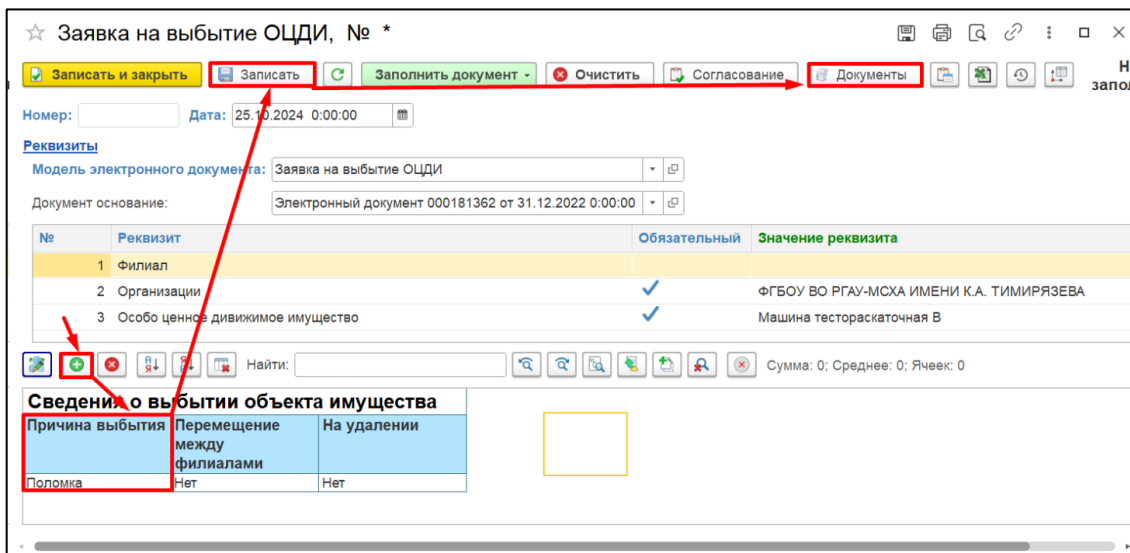 Заявка на выбытие ОЦДИ, № *
Записать и закрыть Записать Заполнить документ Очистить Согласование Документы Н
запол
Номер: Дата: 25.10.2024 0:00:00
Реквизиты
Модель электронного документа: Заявка на выбытие ОЦДИ
Документ основание: Электронный документ 000181362 от 31.12.2022 0:00:00
№ Реквизит Обязательный Значение реквизита
1 Филиал
2 Организации ФГБОУ ВО РГАУ-МСХА ИМЕНИ К.А. ТИМИРЯЗЕВА
3 Особо ценное дивижимое имущество Машина тестораскаточная В
Найти: Сумма: 0; Среднее: 0; Ячеек: 0
Сведения о выбытии объекта имущества
Причина выбытия Перемещение На удалении
между
филиалами
Поломка Нет Нет